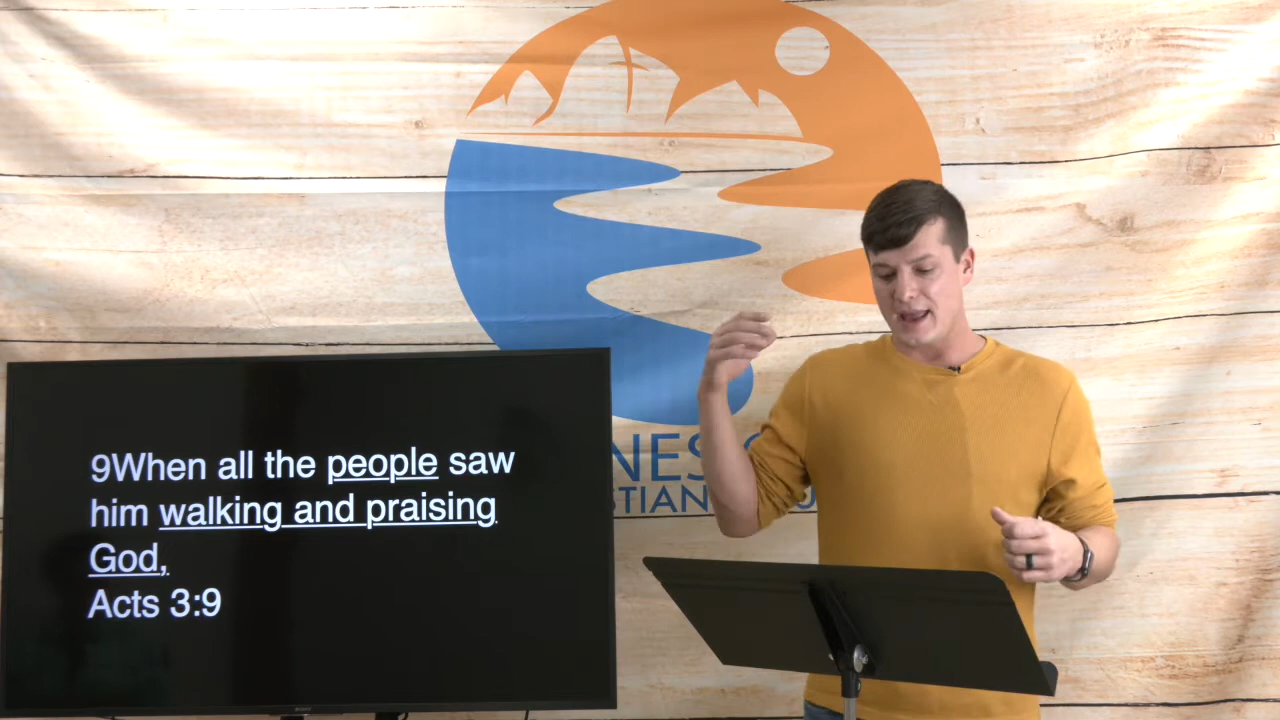 9When all the people saw
him walking and praising
God,
Acts 3:9